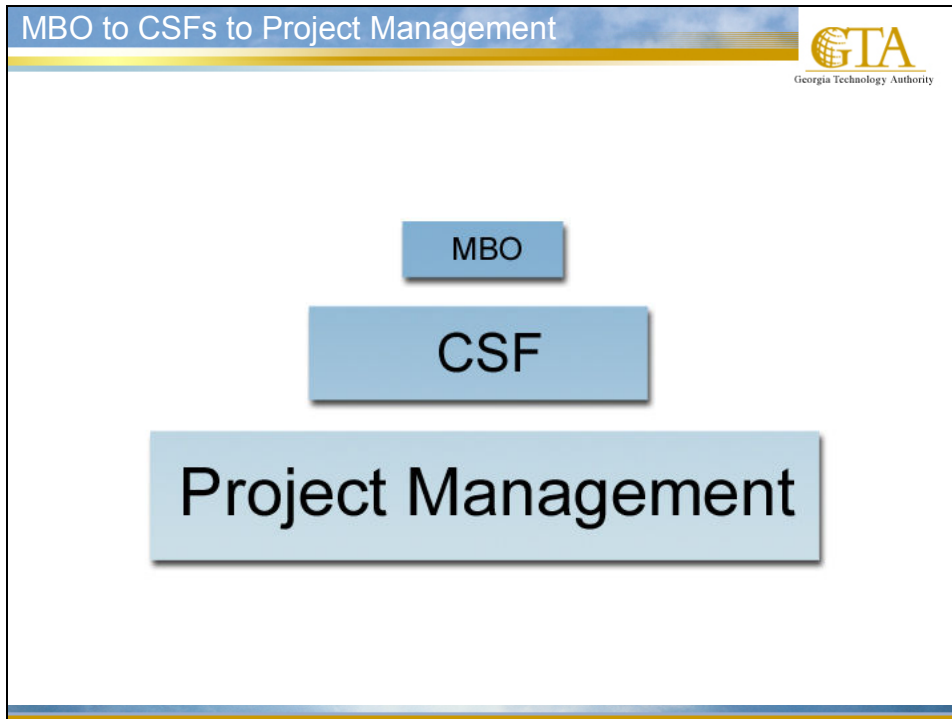 MBO to CSFs to Project Management
GTA
Georgia Technology Authority
MBO
CSF
Project Management